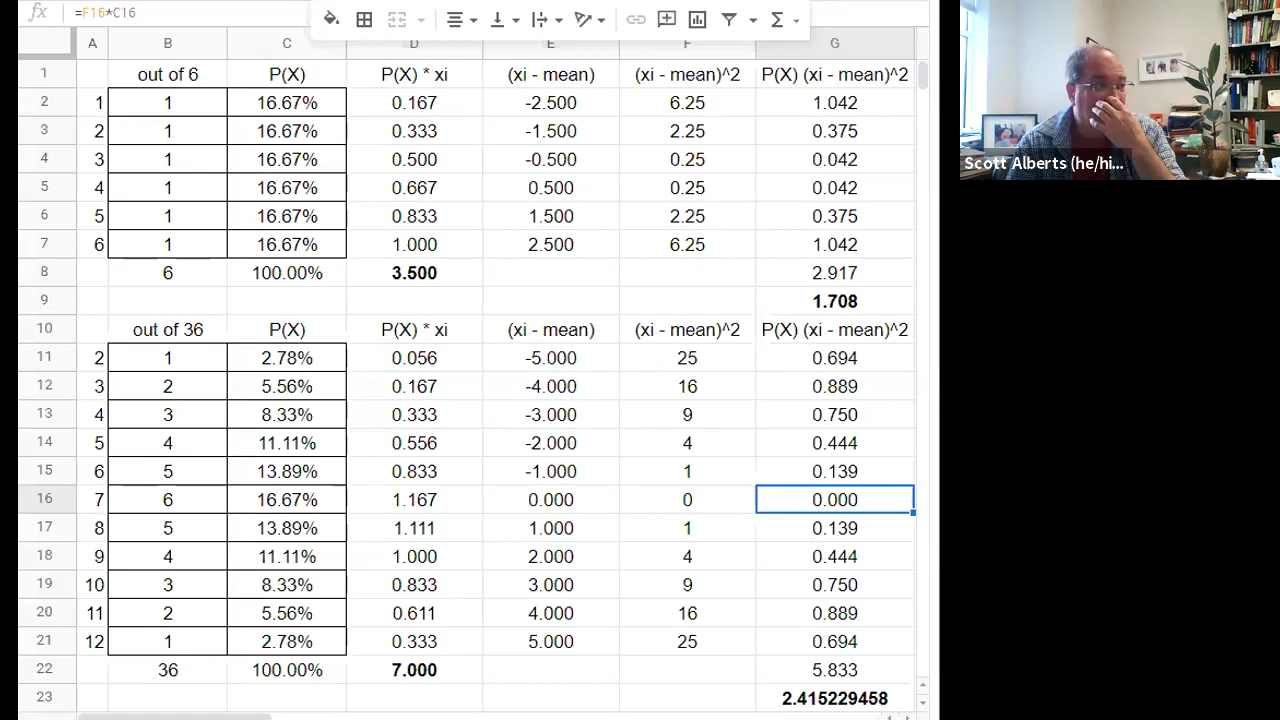 fx =F16*C16
A B C D E F G
1 out of 6 P(X) P(X) * xi (xi - mean) (xi - mean)^2 P(X) (xi - mean)^2
2 1 1 16.67% 0.167 -2.500 6.25 1.042
3 2 1 16.67% 0.333 -1.500 2.25 0.375
4 3 1 16.67% 0.500 -0.500 0.25 0.042
5 4 1 16.67% 0.667 0.500 0.25 0.042
6 5 1 16.67% 0.833 1.500 2.25 0.375
7 6 1 16.67% 1.000 2.500 6.25 1.042
8 6 100.00% 3.500 2.917
9 1.708
10 out of 36 P(X) P(X) * xi (xi - mean) (xi - mean)^2 P(X) (xi - mean)^2
11 2 1 2.78% 0.056 -5.000 25 0.694
12 3 2 5.56% 0.167 -4.000 16 0.889
13 4 3 8.33% 0.333 -3.000 9 0.750
14 5 4 11.11% 0.556 -2.000 4 0.444
15 6 5 13.89% 0.833 -1.000 1 0.139
16 7 6 16.67% 1.167 0.000 0 0.000
17 8 5 13.89% 1.111 1.000 1 0.139
18 9 4 11.11% 1.000 2.000 4 0.444
19 10 3 8.33% 0.833 3.000 9 0.750
20 11 2 5.56% 0.611 4.000 16 0.889
21 12 1 2.78% 0.333 5.000 25 0.694
22 36 100.00% 7.000 5.833
23 2.415229458
Scott Alberts (he/hi...